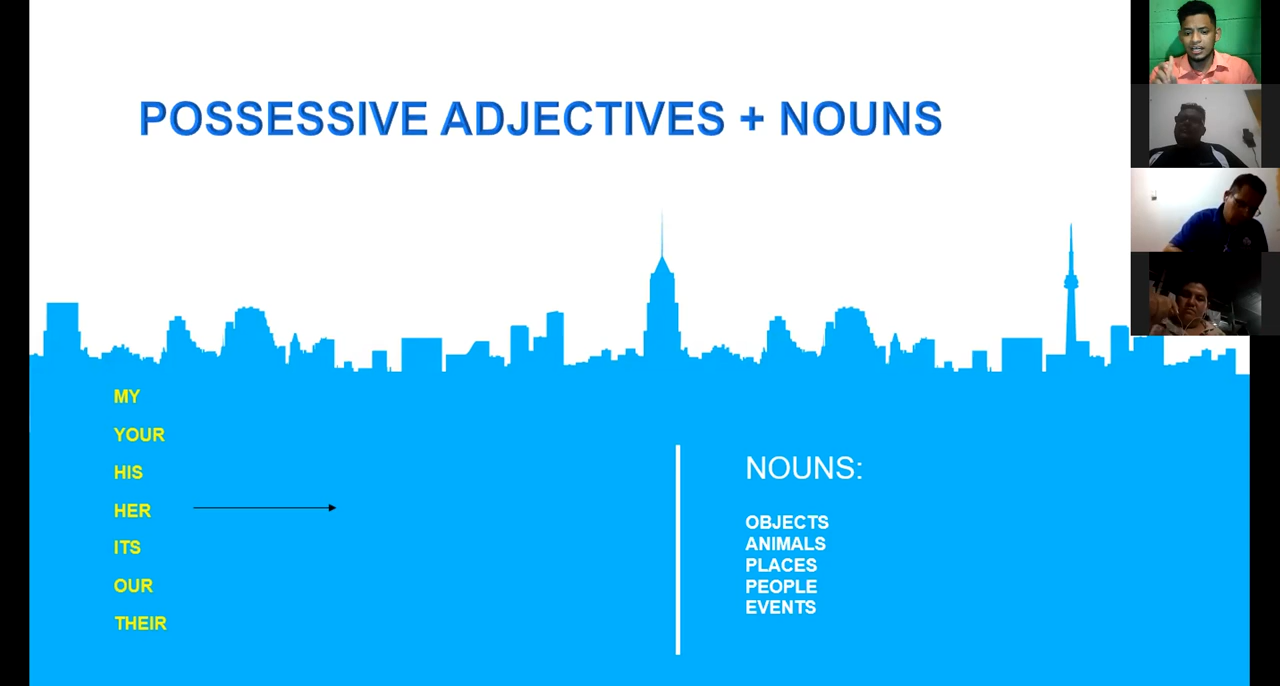 POSSESSIVE ADJECTIVES + NOUNS
MY
YOUR
HIS
HER
ITS
OUR
THEIR
NOUNS:
OBJECTS
ANIMALS
PLACES
PEOPLE
EVENTS